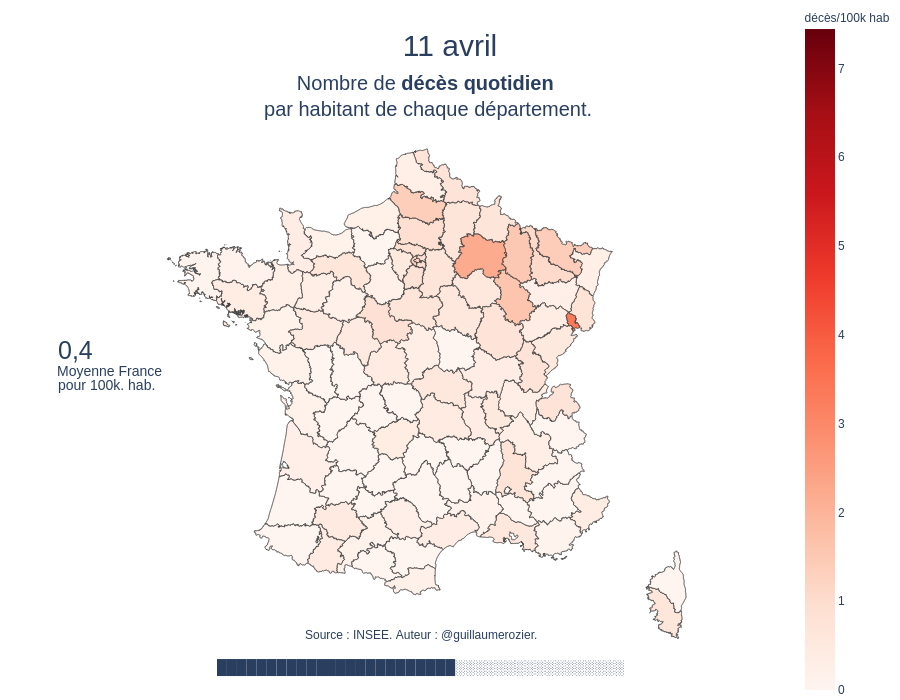 décès/100k hab
11 avril
Nombre de décès quotidien
par habitant de chaque département.
7
6
5
4
3
2
1
0
0,4
Moyenne France
pour 100k. hab.
Source : INSEE. Auteur : @guillaumerozier.